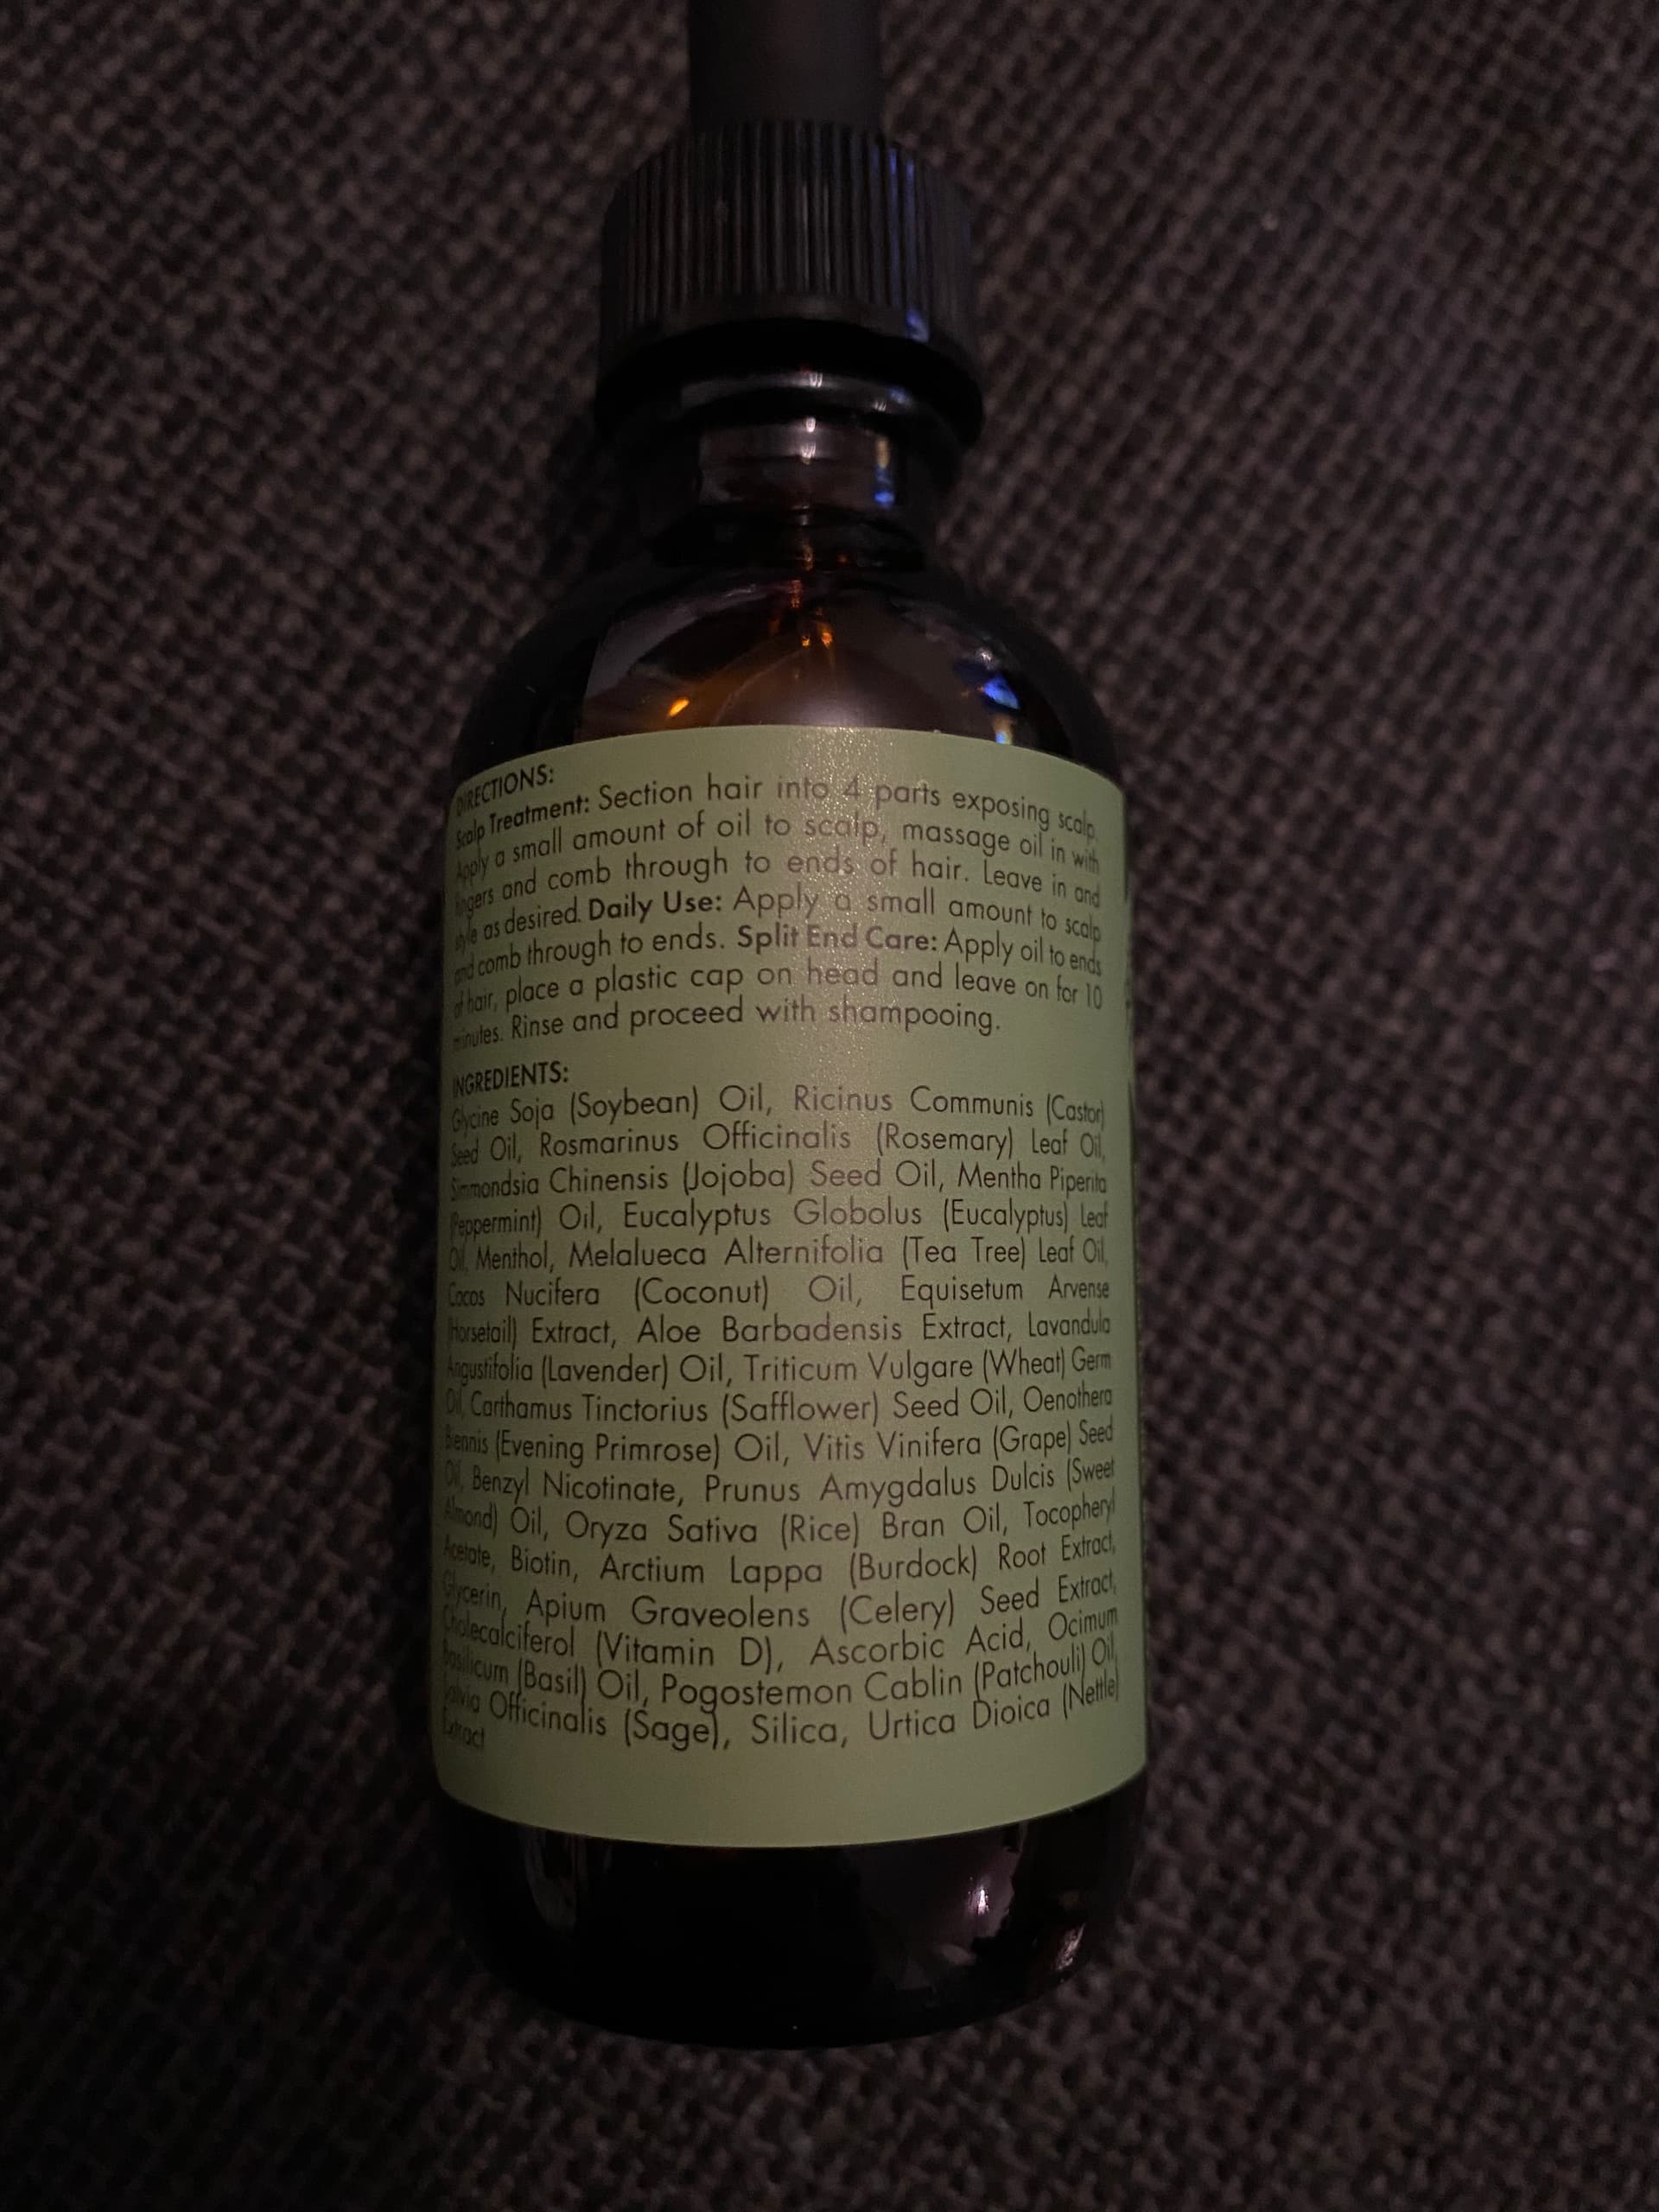 DIRECTIONS:
Scalp Treatment: Section hair into 4 parts exposing scalp.
Apply a small amount of oil to scalp, massage oil in with
fingers and comb through to ends of hair. Leave in and
style as desired. Daily Use: Apply a small amount to scalp
and comb through to ends. Split End Care: Apply oil to ends
of hair, place a plastic cap on head and leave on for 10
minutes. Rinse and proceed with shampooing.
INGREDIENTS:
Glycine Soja (Soybean) Oil, Ricinus Communis (Castor)
Seed Oil, Rosmarinus Officinalis (Rosemary) Leaf Oil,
Simmondsia Chinensis (Jojoba) Seed Oil, Mentha Piperita
(Peppermint) Oil, Eucalyptus Globolus (Eucalyptus) Leaf
Oil, Menthol, Melalueca Alternifolia (Tea Tree) Leaf Oil,
Cocos Nucifera (Coconut) Oil, Equisetum Arvense
(Horsetail) Extract, Aloe Barbadensis Extract, Lavandula
Angustifolia (Lavender) Oil, Triticum Vulgare (Wheat) Germ
Oil, Carthamus Tinctorius (Safflower) Seed Oil, Oenothera
Biennis (Evening Primrose) Oil, Vitis Vinifera (Grape) Seed
Oil, Benzyl Nicotinate, Prunus Amygdalus Dulcis (Sweet
Almond) Oil, Oryza Sativa (Rice) Bran Oil, Tocopheryl
Acetate, Biotin, Arctium Lappa (Burdock) Root Extract,
Glycerin, Apium Graveolens (Celery) Seed Extract,
Cholecalciferol (Vitamin D), Ascorbic Acid, Ocimum
Basilicum (Basil) Oil, Pogostemon Cablin (Patchouli) Oil,
Salvia Officinalis (Sage), Silica, Urtica Dioica (Nettle)
Extract